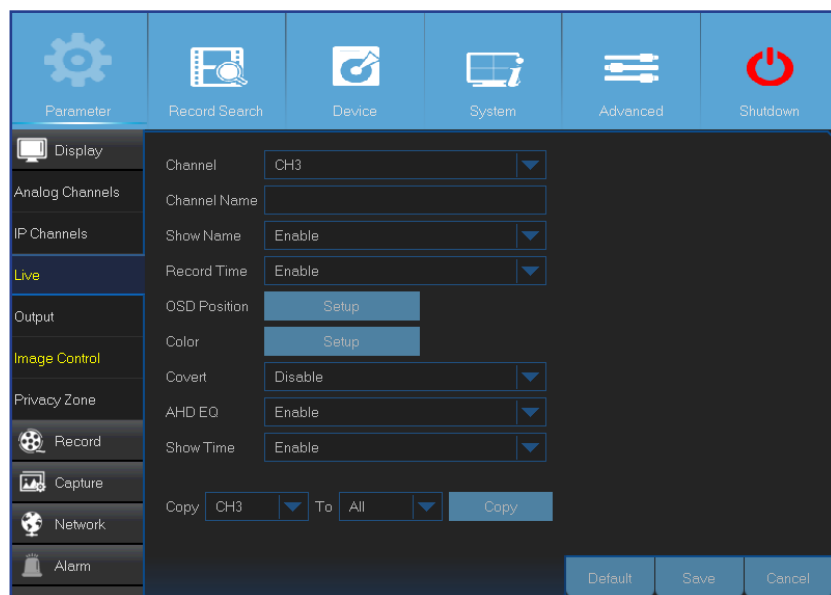 Parameter Record Search Device System Advanced Shutdown
Display
Analog Channels
IP Channels
Live
Output
Image Control
Privacy Zone
Record
Capture
Network
Alarm
Channel CH3
Channel Name
Show Name Enable
Record Time Enable
OSD Position Setup
Color Setup
Covert Disable
AHD EQ Enable
Show Time Enable
Copy CH3 To All Copy
Default Save Cancel